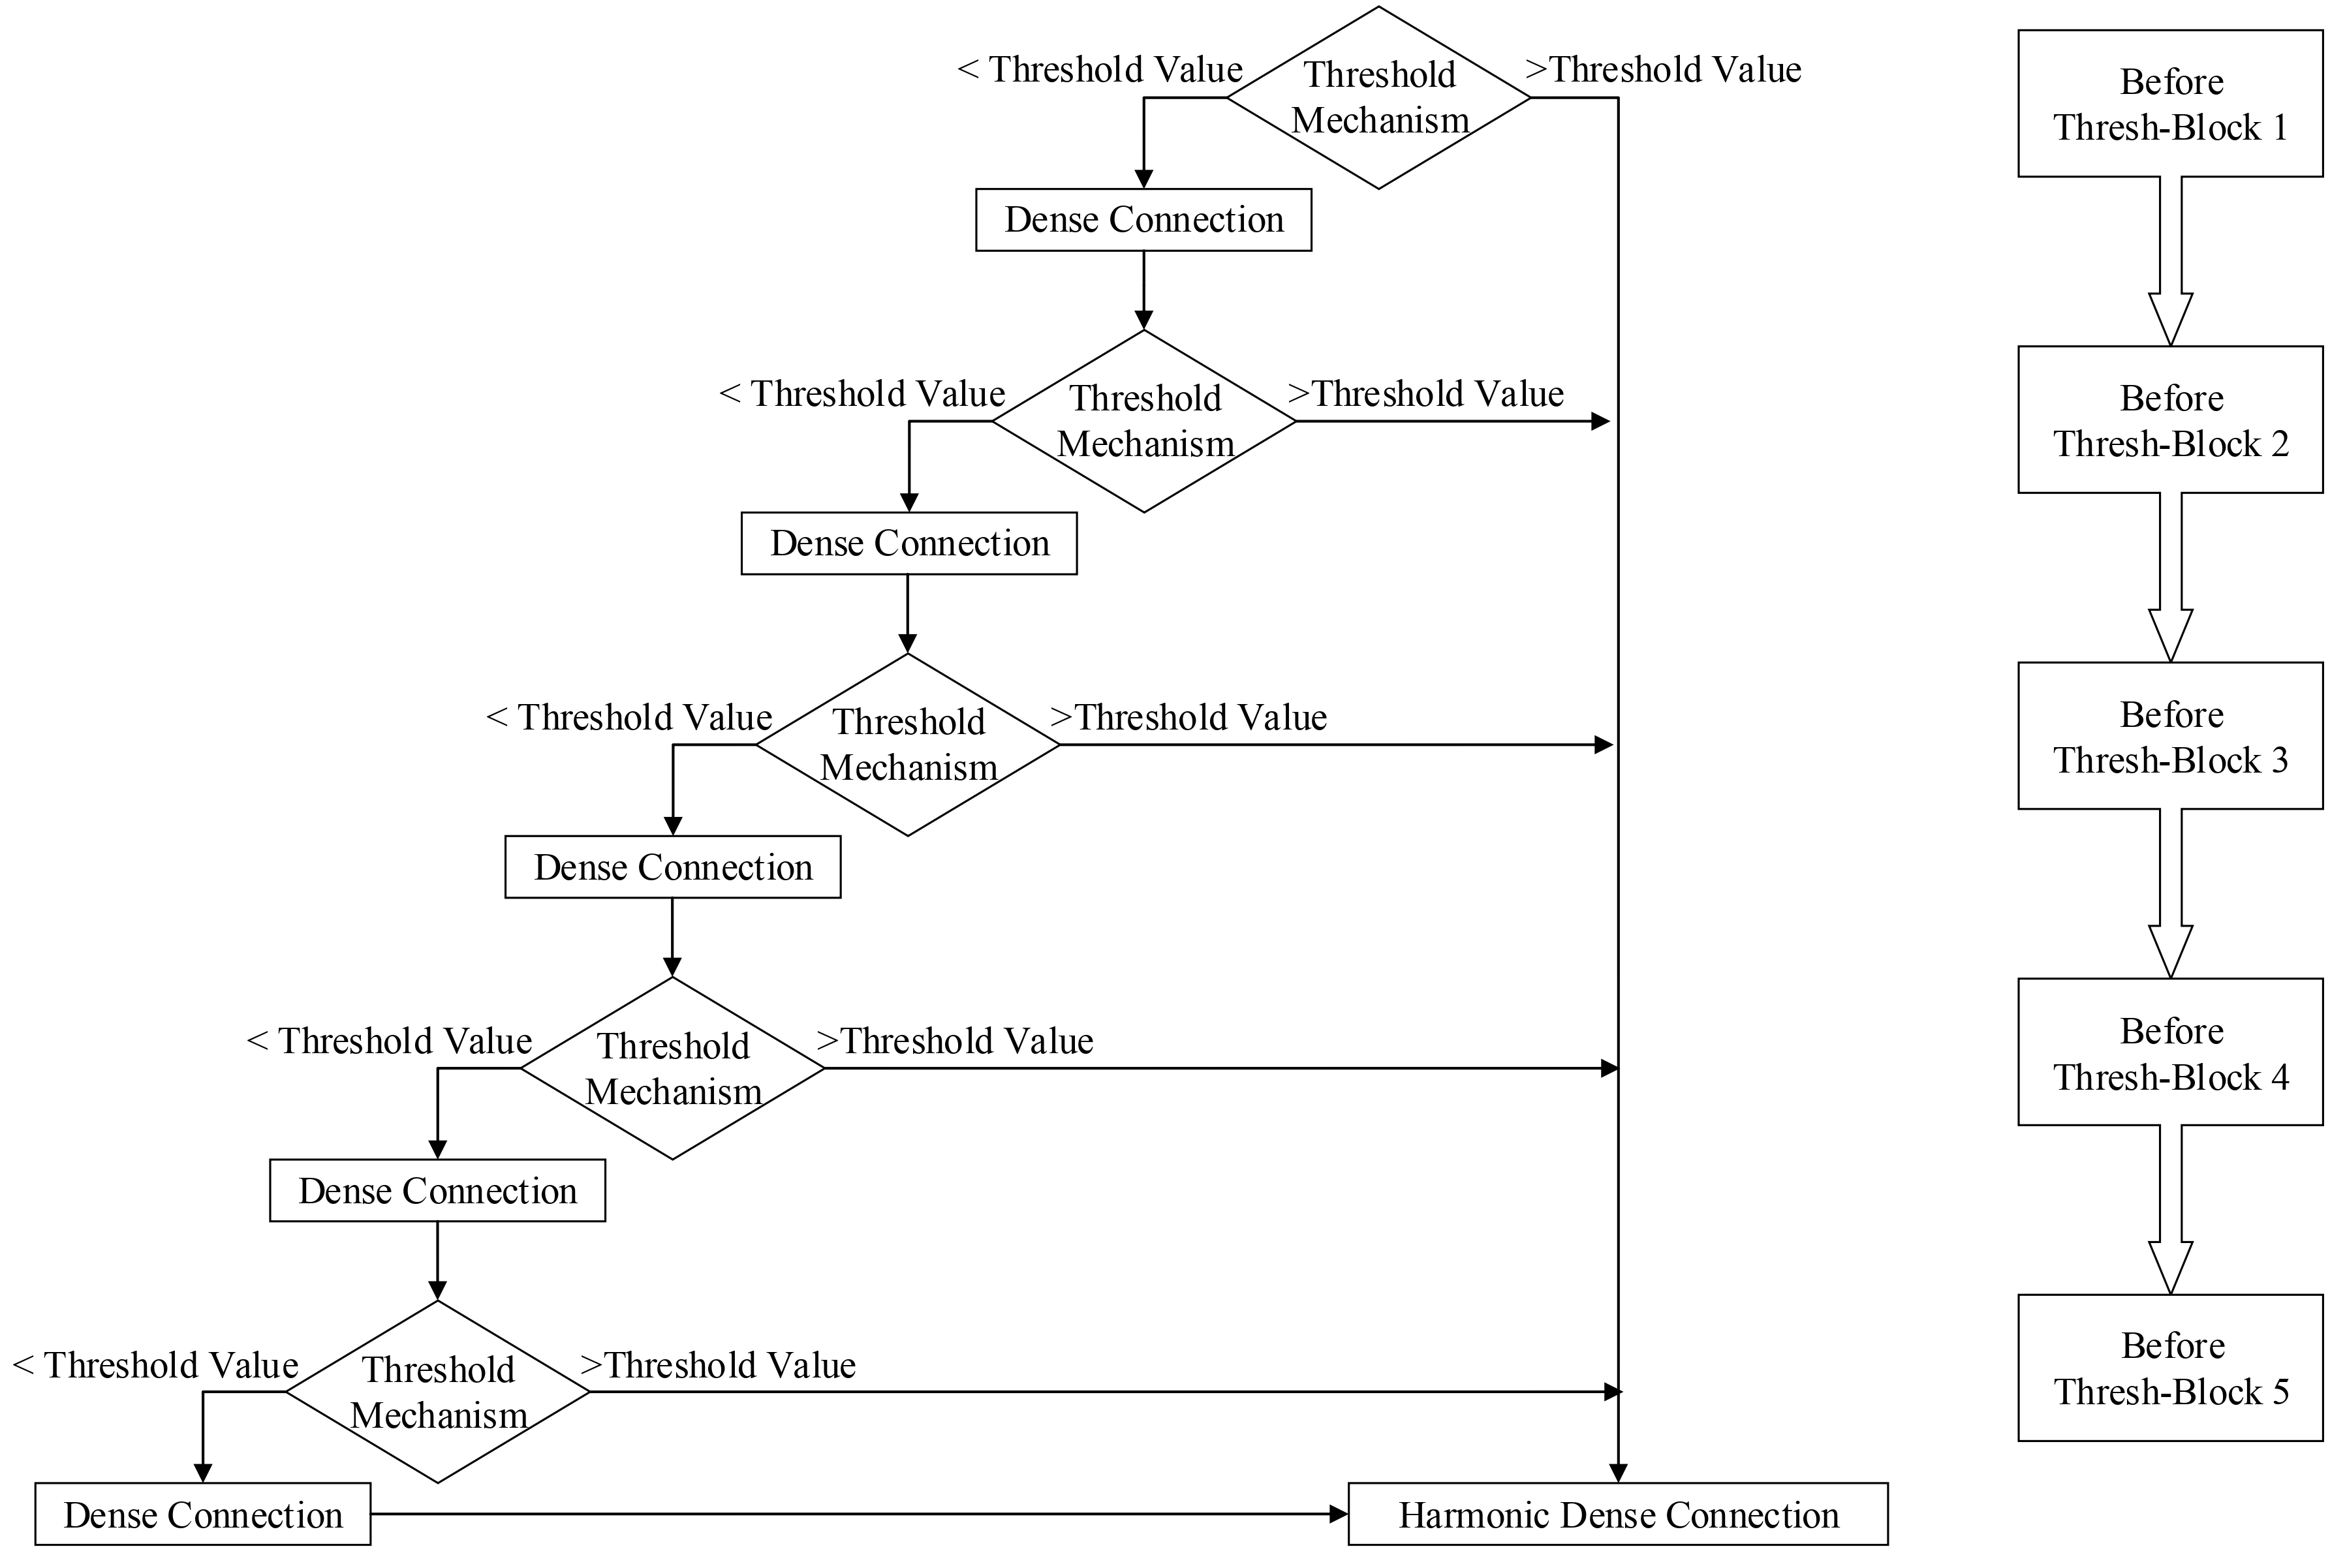 < Threshold Value
Threshold
Mechanism
>Threshold Value
Before
Thresh-Block 1
Dense Connection
< Threshold Value
Threshold
Mechanism
>Threshold Value
Before
Thresh-Block 2
Dense Connection
< Threshold Value
Threshold
Mechanism
>Threshold Value
Before
Thresh-Block 3
Dense Connection
< Threshold Value
Threshold
Mechanism
>Threshold Value
Before
Thresh-Block 4
Dense Connection
< Threshold Value
Threshold
Mechanism
>Threshold Value
Before
Thresh-Block 5
Dense Connection
Harmonic Dense Connection